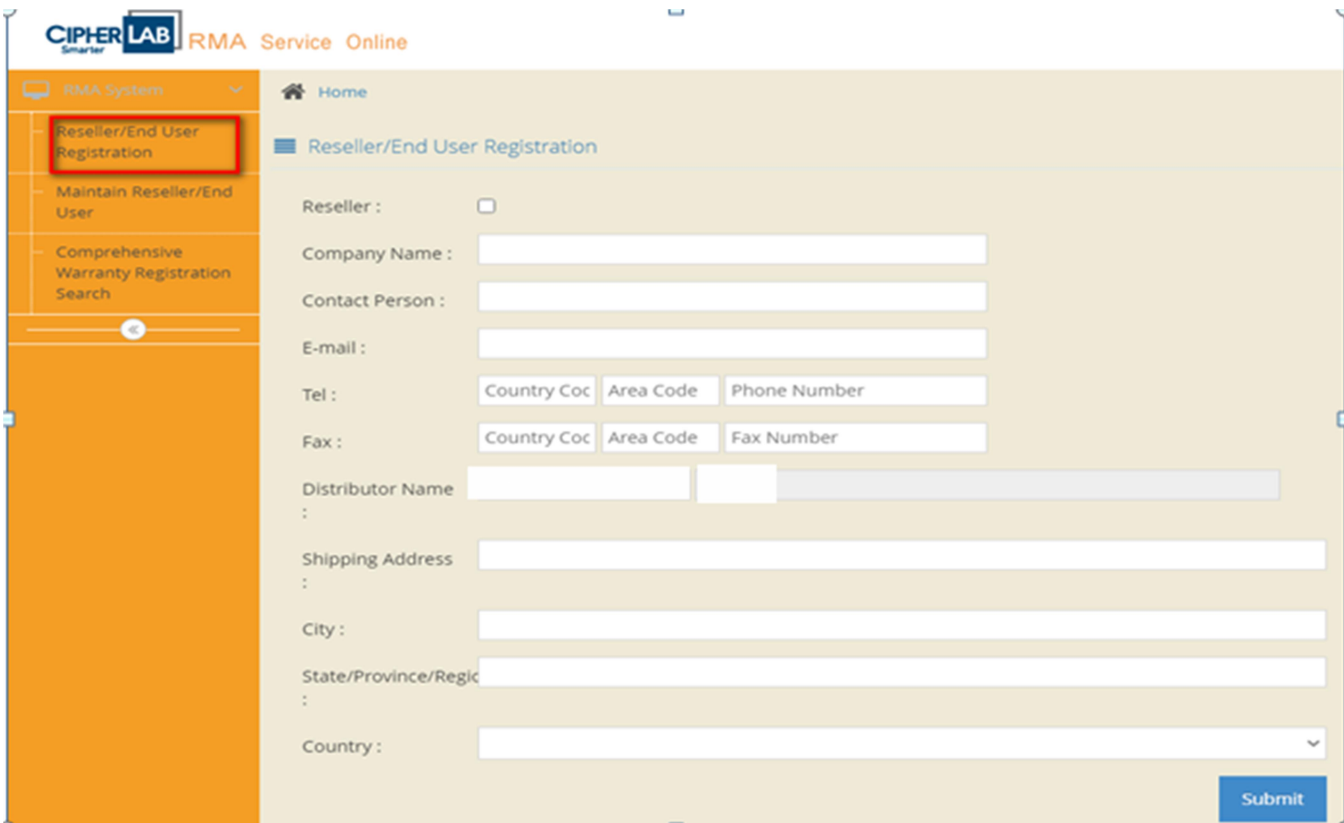 CIPHERLAB
Smarter
RMA Service Online
RMA System
Reseller/End User
Registration
Maintain Reseller/End
User
Comprehensive
Warranty Registration
Search
Home
Reseller/End User Registration
Reseller :
Company Name :
Contact Person :
E-mail :
Tel : Country Coc Area Code Phone Number
Fax : Country Coc Area Code Fax Number
Distributor Name
:
Shipping Address
:
City :
State/Province/Regic
:
Country :
Submit